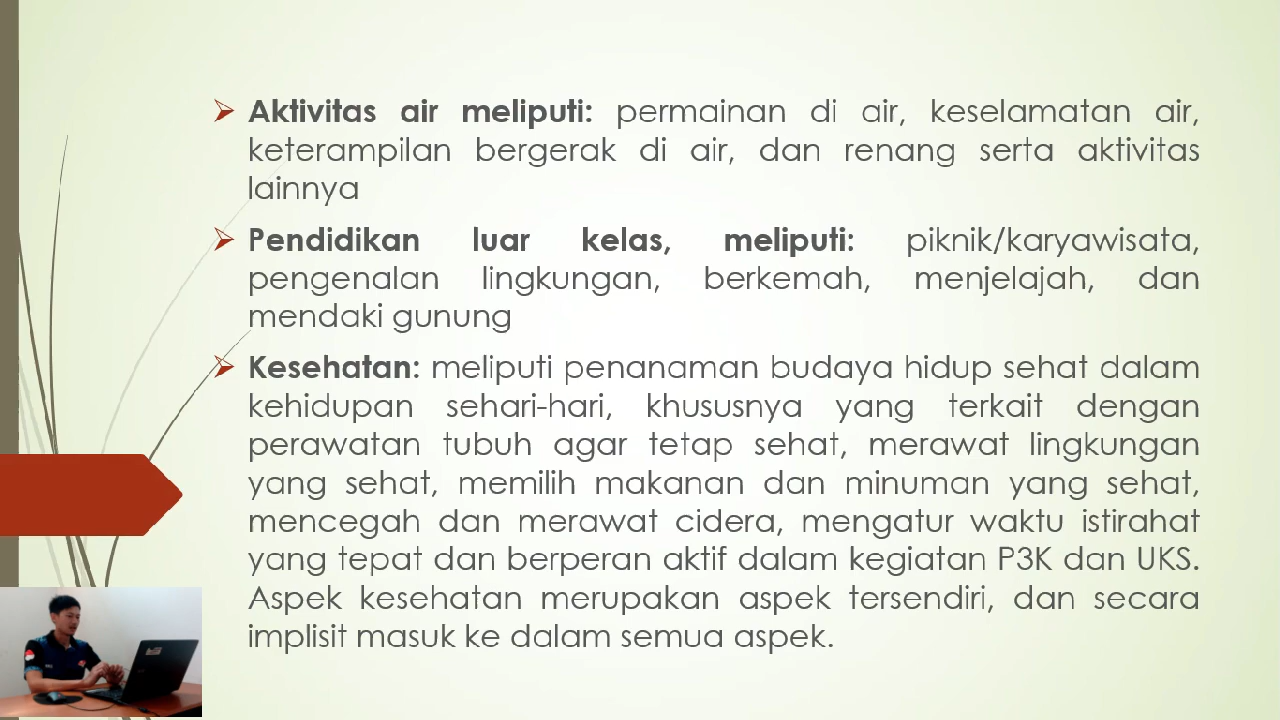 Aktivitas air meliputi: permainan di air, keselamatan air,
keterampilan bergerak di air, dan renang serta aktivitas
lainnya
Pendidikan luar kelas, meliputi: piknik/karyawisata,
pengenalan lingkungan, berkemah, menjelajah, dan
mendaki gunung
Kesehatan: meliputi penanaman budaya hidup sehat dalam
kehidupan sehari-hari, khususnya yang terkait dengan
perawatan tubuh agar tetap sehat, merawat lingkungan
yang sehat, memilih makanan dan minuman yang sehat,
mencegah dan merawat cidera, mengatur waktu istirahat
yang tepat dan berperan aktif dalam kegiatan P3K dan UKS.
Aspek kesehatan merupakan aspek tersendiri, dan secara
implisit masuk ke dalam semua aspek.